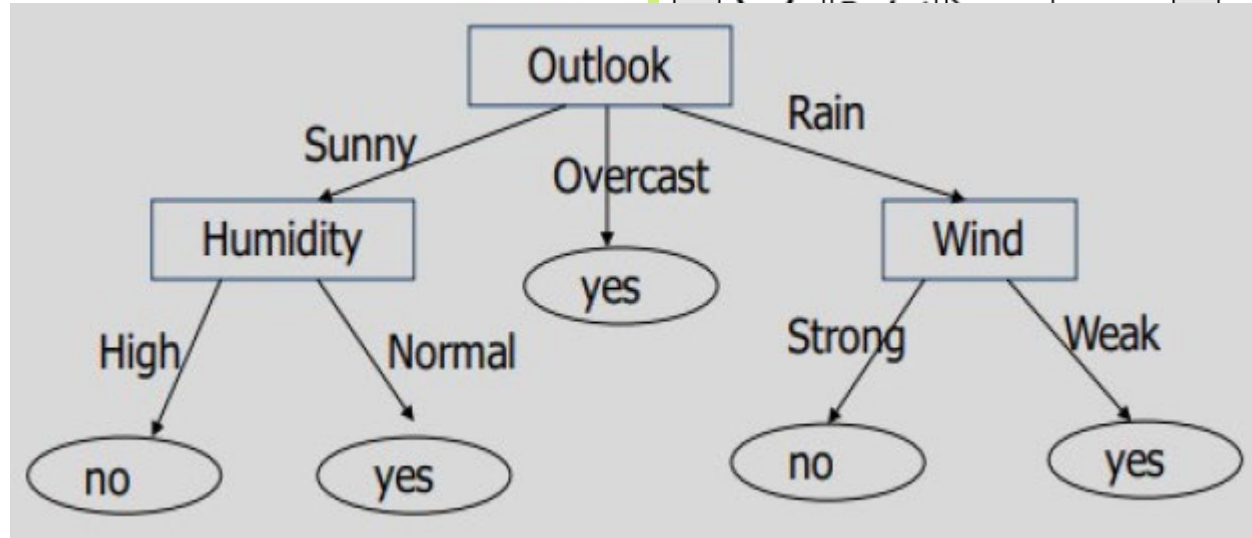 Outlook
Sunny
Overcast
Rain
Humidity
yes
Wind
High
Normal
Strong
Weak
no
yes
no
yes